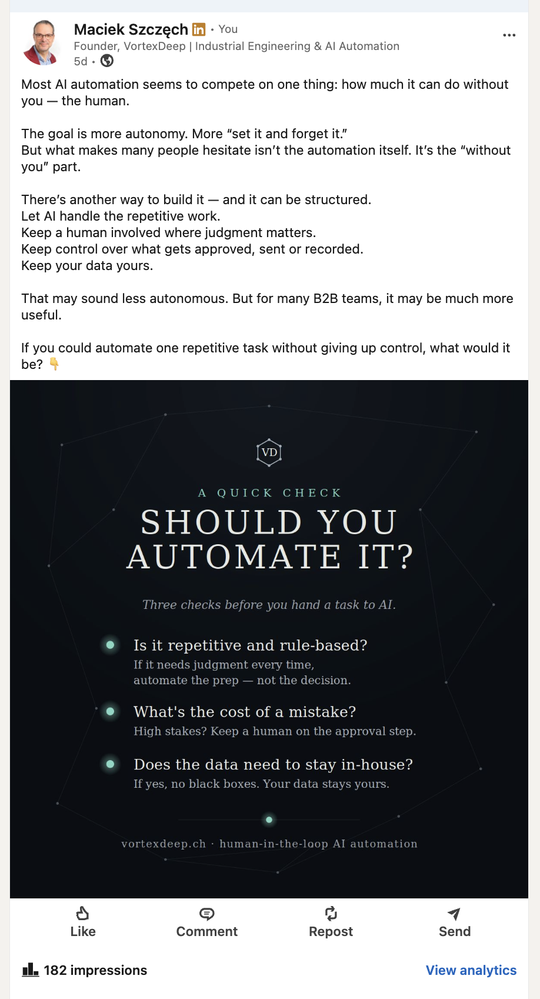 Maciek Szczęch in • You
Founder, VortexDeep | Industrial Engineering & AI Automation
5d •
Most AI automation seems to compete on one thing: how much it can do without
you — the human.
The goal is more autonomy. More “set it and forget it.”
But what makes many people hesitate isn’t the automation itself. It’s the “without
you” part.
There’s another way to build it — and it can be structured.
Let AI handle the repetitive work.
Keep a human involved where judgment matters.
Keep control over what gets approved, sent or recorded.
Keep your data yours.
That may sound less autonomous. But for many B2B teams, it may be much more
useful.
If you could automate one repetitive task without giving up control, what would it
be? 👇
VD
A QUICK CHECK
SHOULD YOU
AUTOMATE IT?
Three checks before you hand a task to AI.
Is it repetitive and rule-based?
If it needs judgment every time,
automate the prep — not the decision.
What's the cost of a mistake?
High stakes? Keep a human on the approval step.
Does the data need to stay in-house?
If yes, no black boxes. Your data stays yours.
vortexdeep.ch · human-in-the-loop AI automation
Like Comment Repost Send
182 impressions View analytics